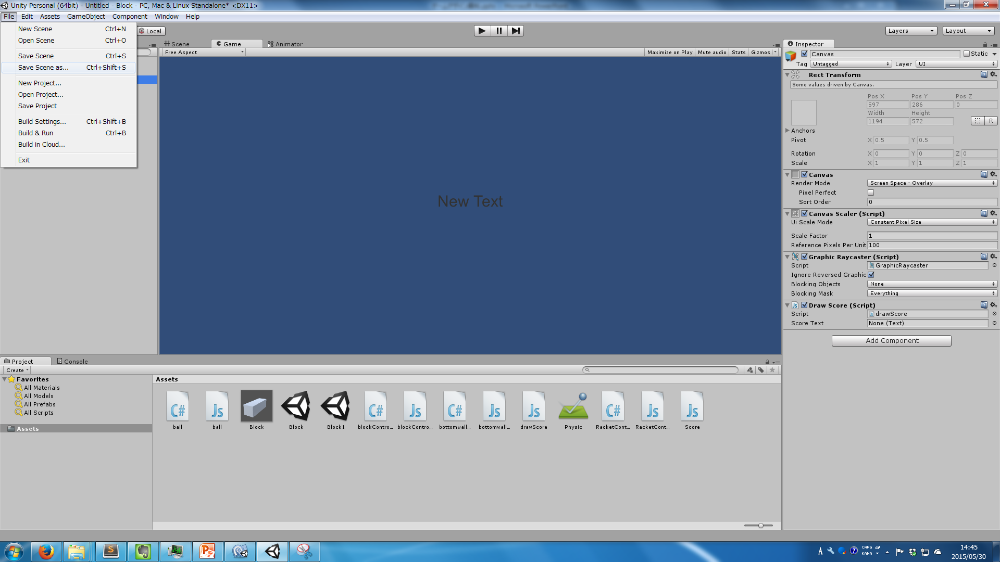 Unity Personal (64bit) - Untitled - Block - PC, Mac & Linux Standalone* <DX11>
File Edit Assets GameObject Component Window Help
New Scene Ctrl+N
Open Scene Ctrl+O
Save Scene Ctrl+S
Save Scene as... Ctrl+Shift+S
New Project...
Open Project...
Save Project
Build Settings... Ctrl+Shift+B
Build & Run Ctrl+B
Build in Cloud...
Exit
Local
Layers Layout
Scene Game Animator
Free Aspect Maximize on Play Mute audio Stats Gizmos
New Text
Inspector
Canvas Static
Tag Untagged Layer UI
Rect Transform
Some values driven by Canvas.
Pos X Pos Y Pos Z
597 286 0
Width Height
1194 572
R
Anchors
Pivot X 0.5 Y 0.5
Rotation X 0 Y 0 Z 0
Scale X 1 Y 1 Z 1
Canvas
Render Mode Screen Space - Overlay
Pixel Perfect
Sort Order 0
Canvas Scaler (Script)
Ui Scale Mode Constant Pixel Size
Scale Factor 1
Reference Pixels Per Unit 100
Graphic Raycaster (Script)
Script GraphicRaycaster
Ignore Reversed Graphic
Blocking Objects None
Blocking Mask Everything
Js Draw Score (Script)
Script drawScore
Score Text None (Text)
Add Component
Project Console
Create
Favorites
All Materials
All Models
All Prefabs
All Scripts
Assets
Assets
C# Js C# Js C# Js Js C# Js Js
ball ball Block Block Block1 blockContro... blockContro... bottomwall... bottomwall... drawScore Physic RacketCont... RacketCont... Score
A CAPS
KANA
14:45
2015/05/30